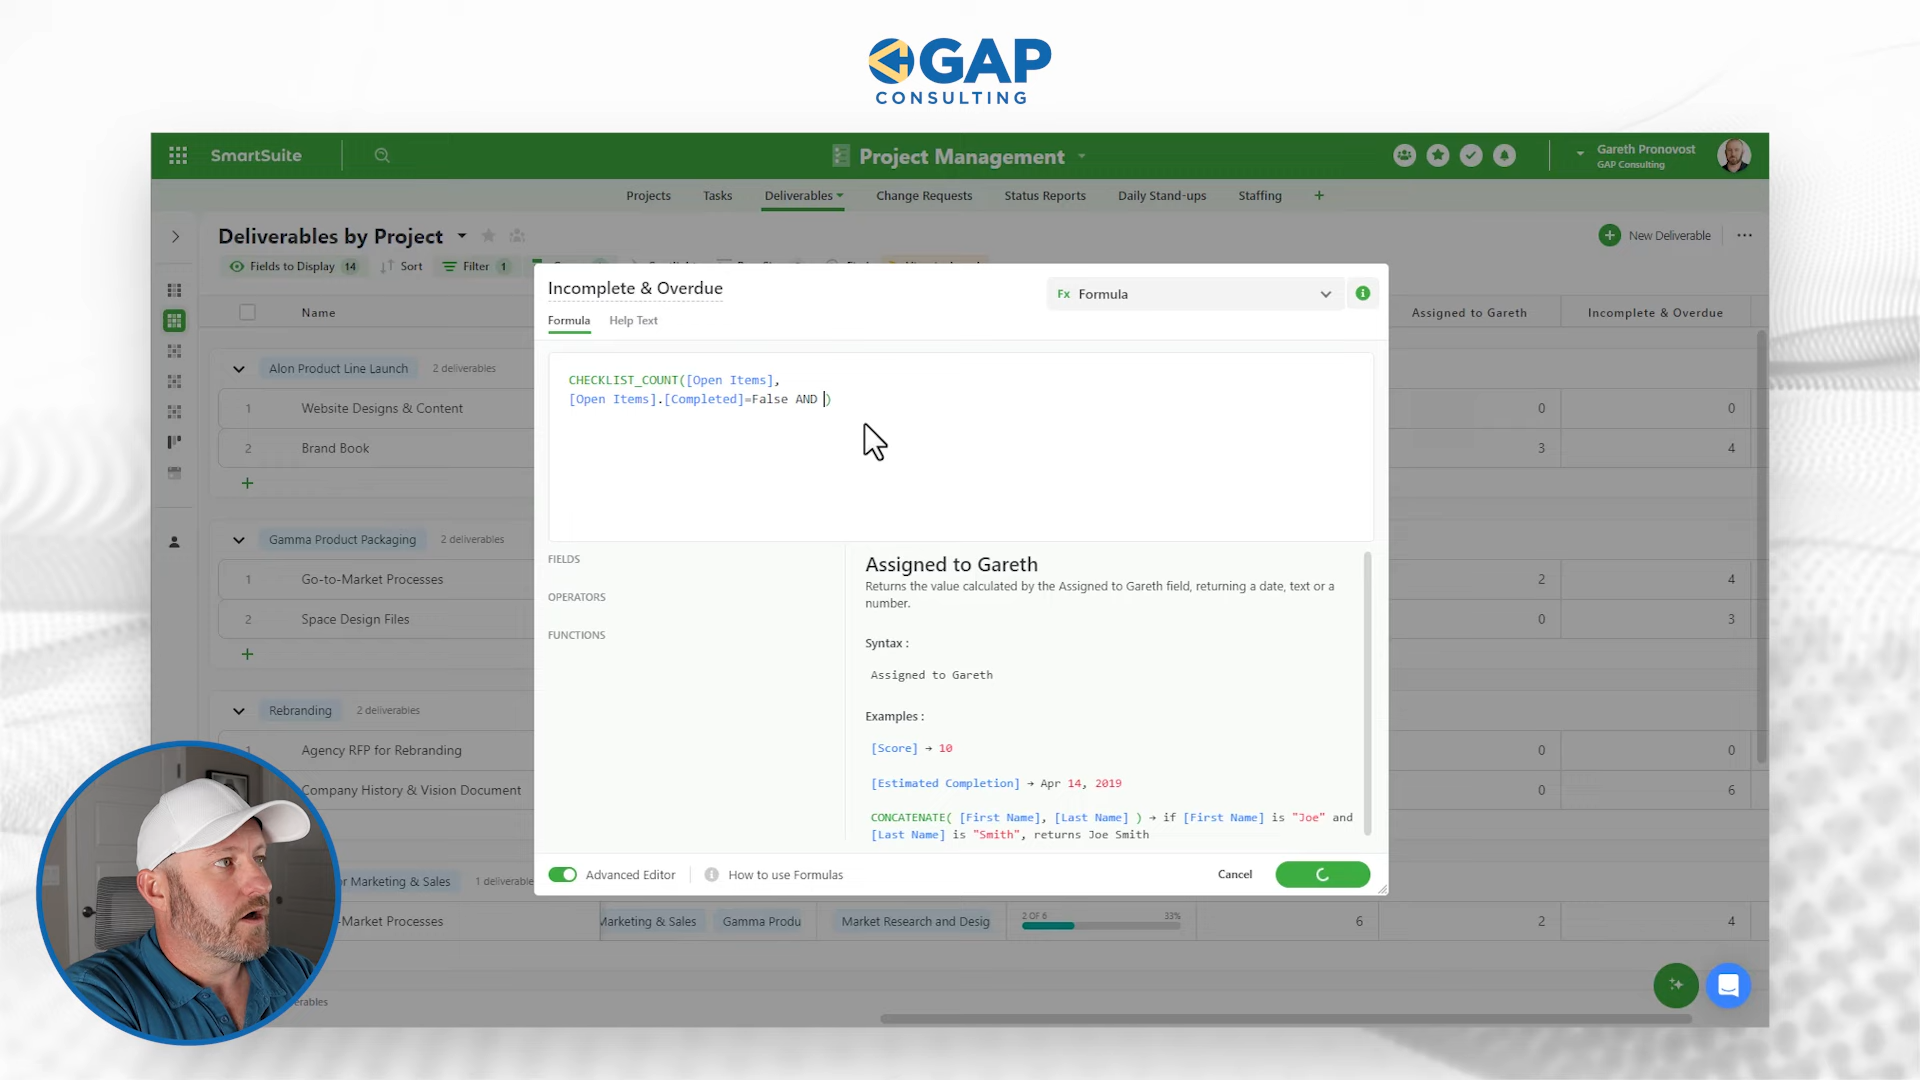 GAP
CONSULTING
SmartSuite
Project Management
Gareth Pronovost
GAP Consulting
Projects
Tasks
Deliverables
Change Requests
Status Reports
Daily Stand-ups
Staffing
+
Deliverables by Project
New Deliverable
Fields to Display 14
Sort
Filter 1
Name
Assigned to Gareth
Incomplete & Overdue
Alon Product Line Launch
2 deliverables
1
Website Designs & Content
0
0
2
Brand Book
3
4
Gamma Product Packaging
2 deliverables
1
Go-to-Market Processes
2
4
2
Space Design Files
0
3
Rebranding
2 deliverables
1
Agency RFP for Rebranding
0
0
Company History & Vision Document
0
6
Marketing & Sales
-Market Processes
Marketing & Sales
Gamma Produ
Market Research and Desig
2 OF 6
33%
6
2
4
Incomplete & Overdue
Fx Formula
Formula
Help Text
CHECKLIST_COUNT([Open Items],
[Open Items].[Completed]=False AND )
FIELDS
OPERATORS
FUNCTIONS
Assigned to Gareth
Returns the value calculated by the Assigned to Gareth field, returning a date, text or a
number.
Syntax :
Assigned to Gareth
Examples :
[Score] → 10
[Estimated Completion] → Apr 14, 2019
CONCATENATE( [First Name], [Last Name] ) → if [First Name] is "Joe" and
[Last Name] is "Smith", returns Joe Smith
Advanced Editor
How to use Formulas
Cancel